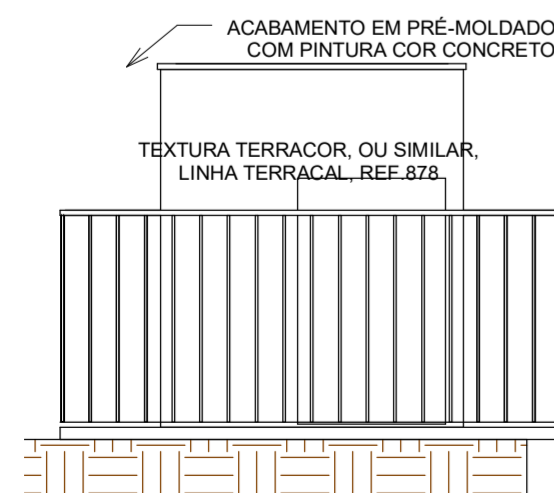 ACABAMENTO EM PRÉ-MOLDADO
COM PINTURA COR CONCRETO
TEXTURA TERRACOR, OU SIMILAR,
LINHA TERRACAL, REF.878